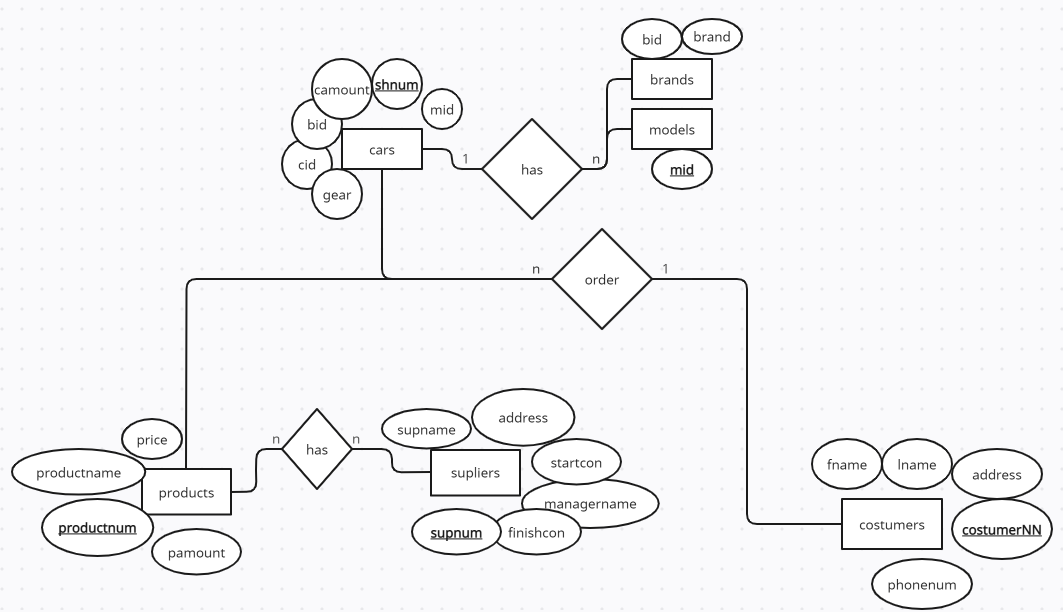 bid
brand
brands
models
mid
camount
shnum
mid
bid
cars
cid
gear
1
has
n
n
order
1
price
productname
products
productnum
pamount
n
has
n
supname
address
startcon
supliers
managername
supnum
finishcon
fname
lname
address
costumers
costumerNN
phonenum